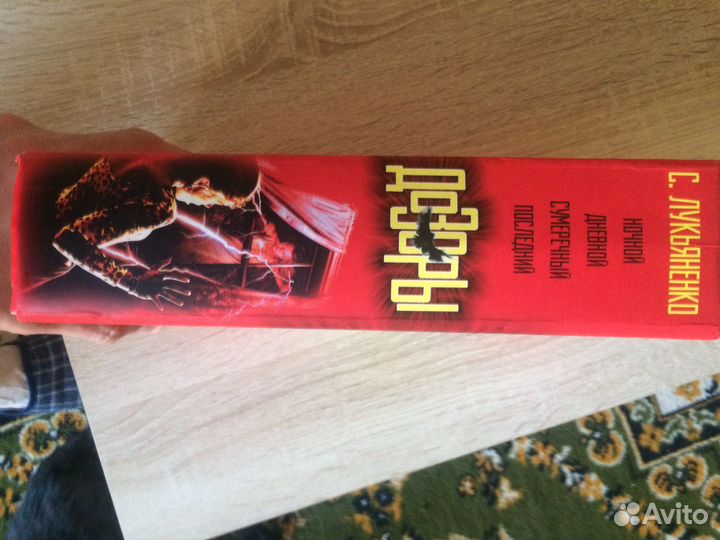 С. ЛУКЬЯНЕНКО
НОЧНОЙ
ДНЕВНОЙ
СУМЕРЕЧНЫЙ
ПОСЛЕДНИЙ
ДОЗОРЫ
Avito